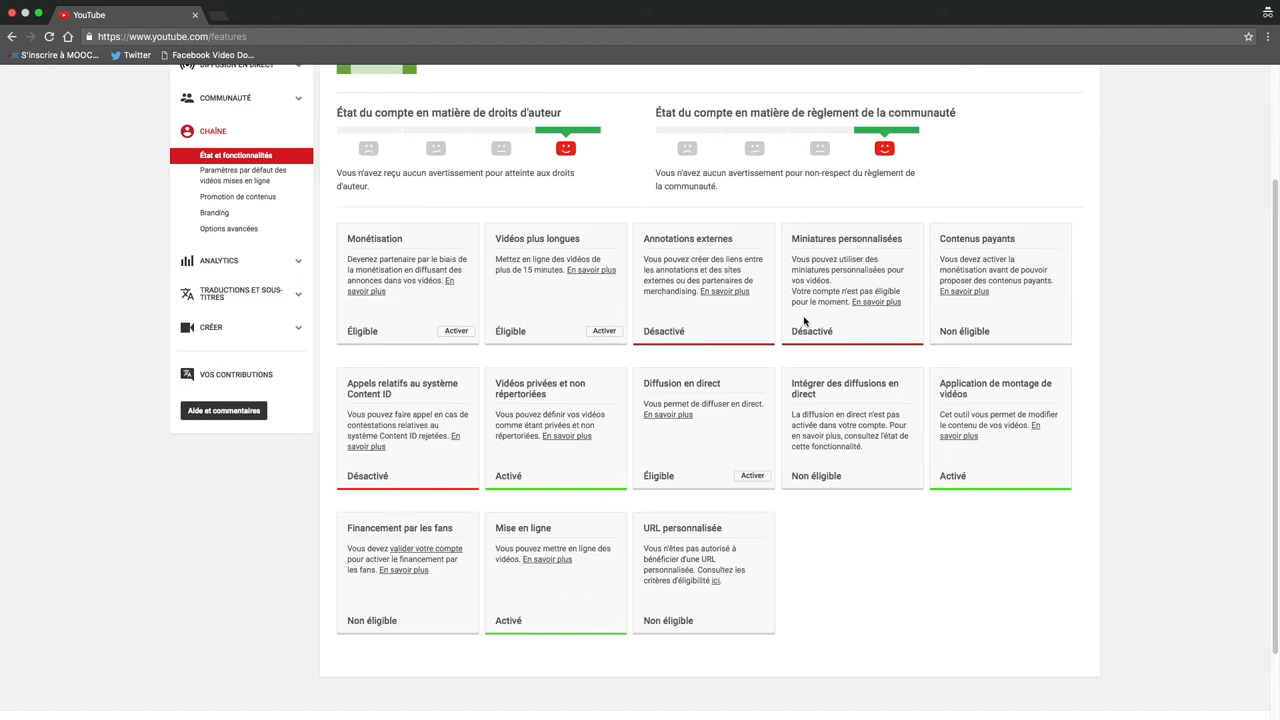 YouTube
https://www.youtube.com/features
S'inscrire à MOOC...
Twitter
Facebook Video Do...
DIFFUSION EN DIRECT
COMMUNAUTÉ
CHAÎNE
État et fonctionnalités
Paramètres par défaut des
vidéos mises en ligne
Promotion de contenus
Branding
Options avancées
ANALYTICS
TRADUCTIONS ET SOUS-
TITRES
CRÉER
VOS CONTRIBUTIONS
Aide et commentaires
État du compte en matière de droits d'auteur
Vous n'avez reçu aucun avertissement pour atteinte aux droits
d'auteur.
État du compte en matière de règlement de la communauté
Vous n'avez aucun avertissement pour non-respect du règlement de
la communauté.
Monétisation
Devenez partenaire par le biais de
la monétisation en diffusant des
annonces dans vos vidéos. En
savoir plus
Éligible
Activer
Vidéos plus longues
Mettez en ligne des vidéos de
plus de 15 minutes. En savoir plus
Éligible
Activer
Annotations externes
Vous pouvez créer des liens entre
les annotations et des sites
externes ou des partenaires de
merchandising. En savoir plus
Désactivé
Miniatures personnalisées
Vous pouvez utiliser des
miniatures personnalisées pour
vos vidéos.
Votre compte n'est pas éligible
pour le moment. En savoir plus
Désactivé
Contenus payants
Vous devez activer la
monétisation avant de pouvoir
proposer des contenus payants.
En savoir plus
Non éligible
Appels relatifs au système
Content ID
Vous pouvez faire appel en cas de
contestations relatives au
système Content ID rejetées. En
savoir plus
Désactivé
Vidéos privées et non
répertoriées
Vous pouvez définir vos vidéos
comme étant privées et non
répertoriées. En savoir plus
Activé
Diffusion en direct
Vous permet de diffuser en direct.
En savoir plus
Éligible
Activer
Intégrer des diffusions en
direct
La diffusion en direct n'est pas
activée dans votre compte. Pour
en savoir plus, consultez l'état de
cette fonctionnalité.
Non éligible
Application de montage de
vidéos
Cet outil vous permet de modifier
le contenu de vos vidéos. En
savoir plus
Activé
Financement par les fans
Vous devez valider votre compte
pour activer le financement par
les fans. En savoir plus
Non éligible
Mise en ligne
Vous pouvez mettre en ligne des
vidéos. En savoir plus
Activé
URL personnalisée
Vous n'êtes pas autorisé à
bénéficier d'une URL
personnalisée. Consultez les
critères d'éligibilité ici.
Non éligible